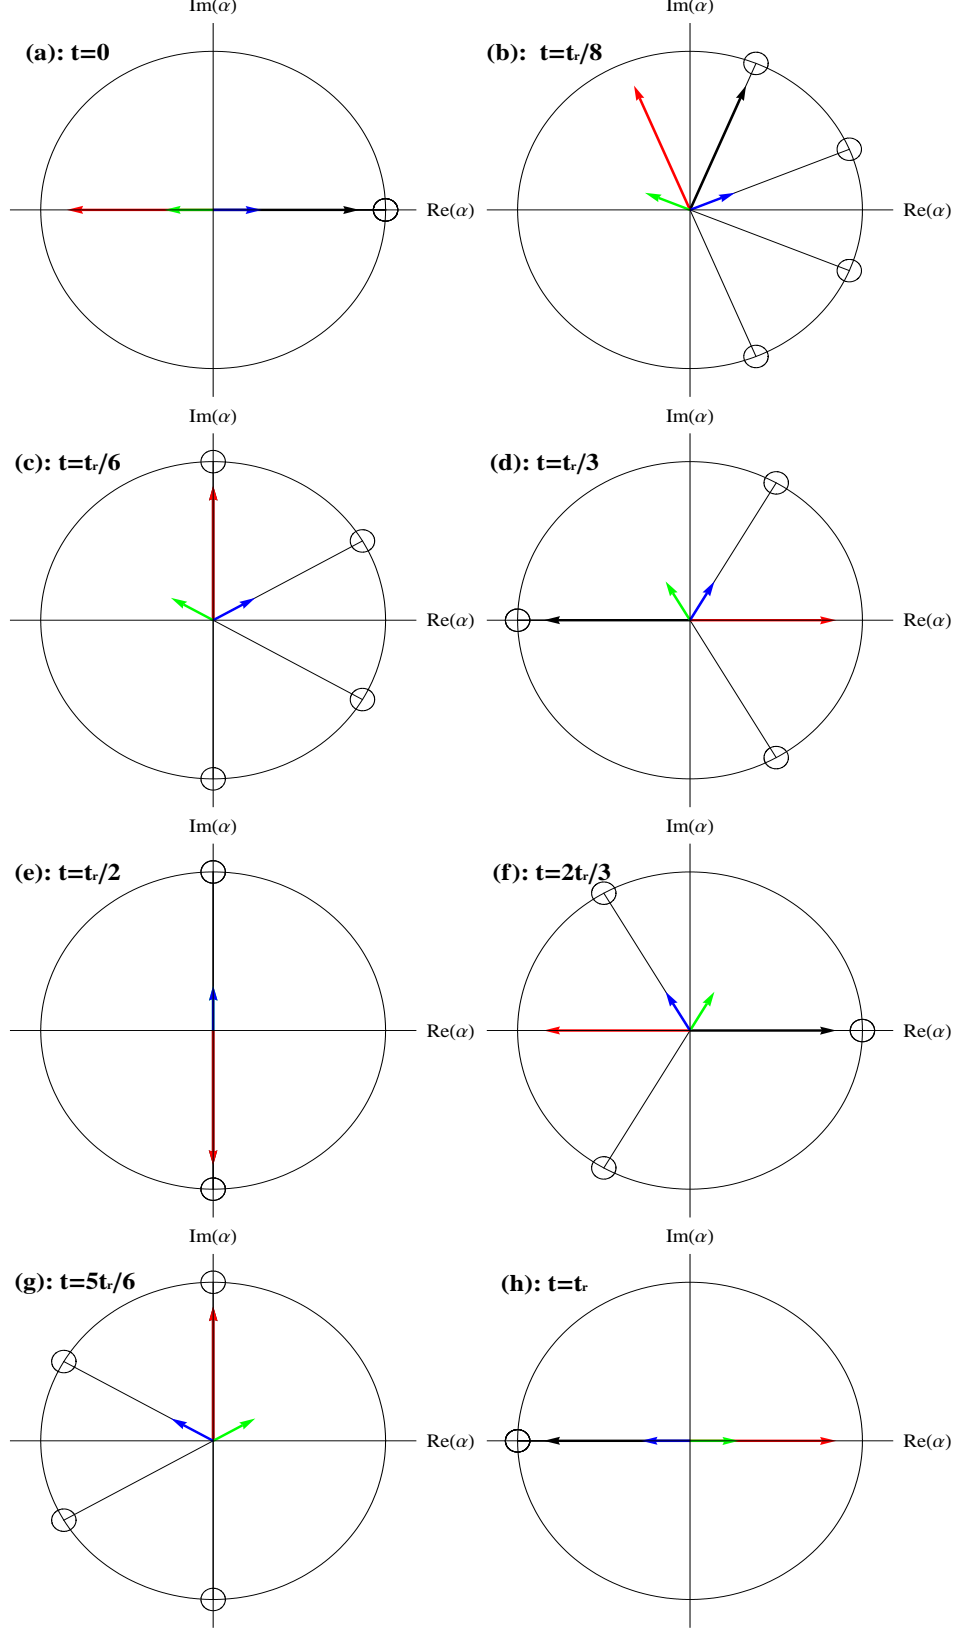 Im(α)
(a): t=0
Re(α)
Im(α)
(b): t=tᵣ/8
Re(α)
Im(α)
(c): t=tᵣ/6
Re(α)
Im(α)
(d): t=tᵣ/3
Re(α)
Im(α)
(e): t=tᵣ/2
Re(α)
Im(α)
(f): t=2tᵣ/3
Re(α)
Im(α)
(g): t=5tᵣ/6
Re(α)
Im(α)
(h): t=tᵣ
Re(α)